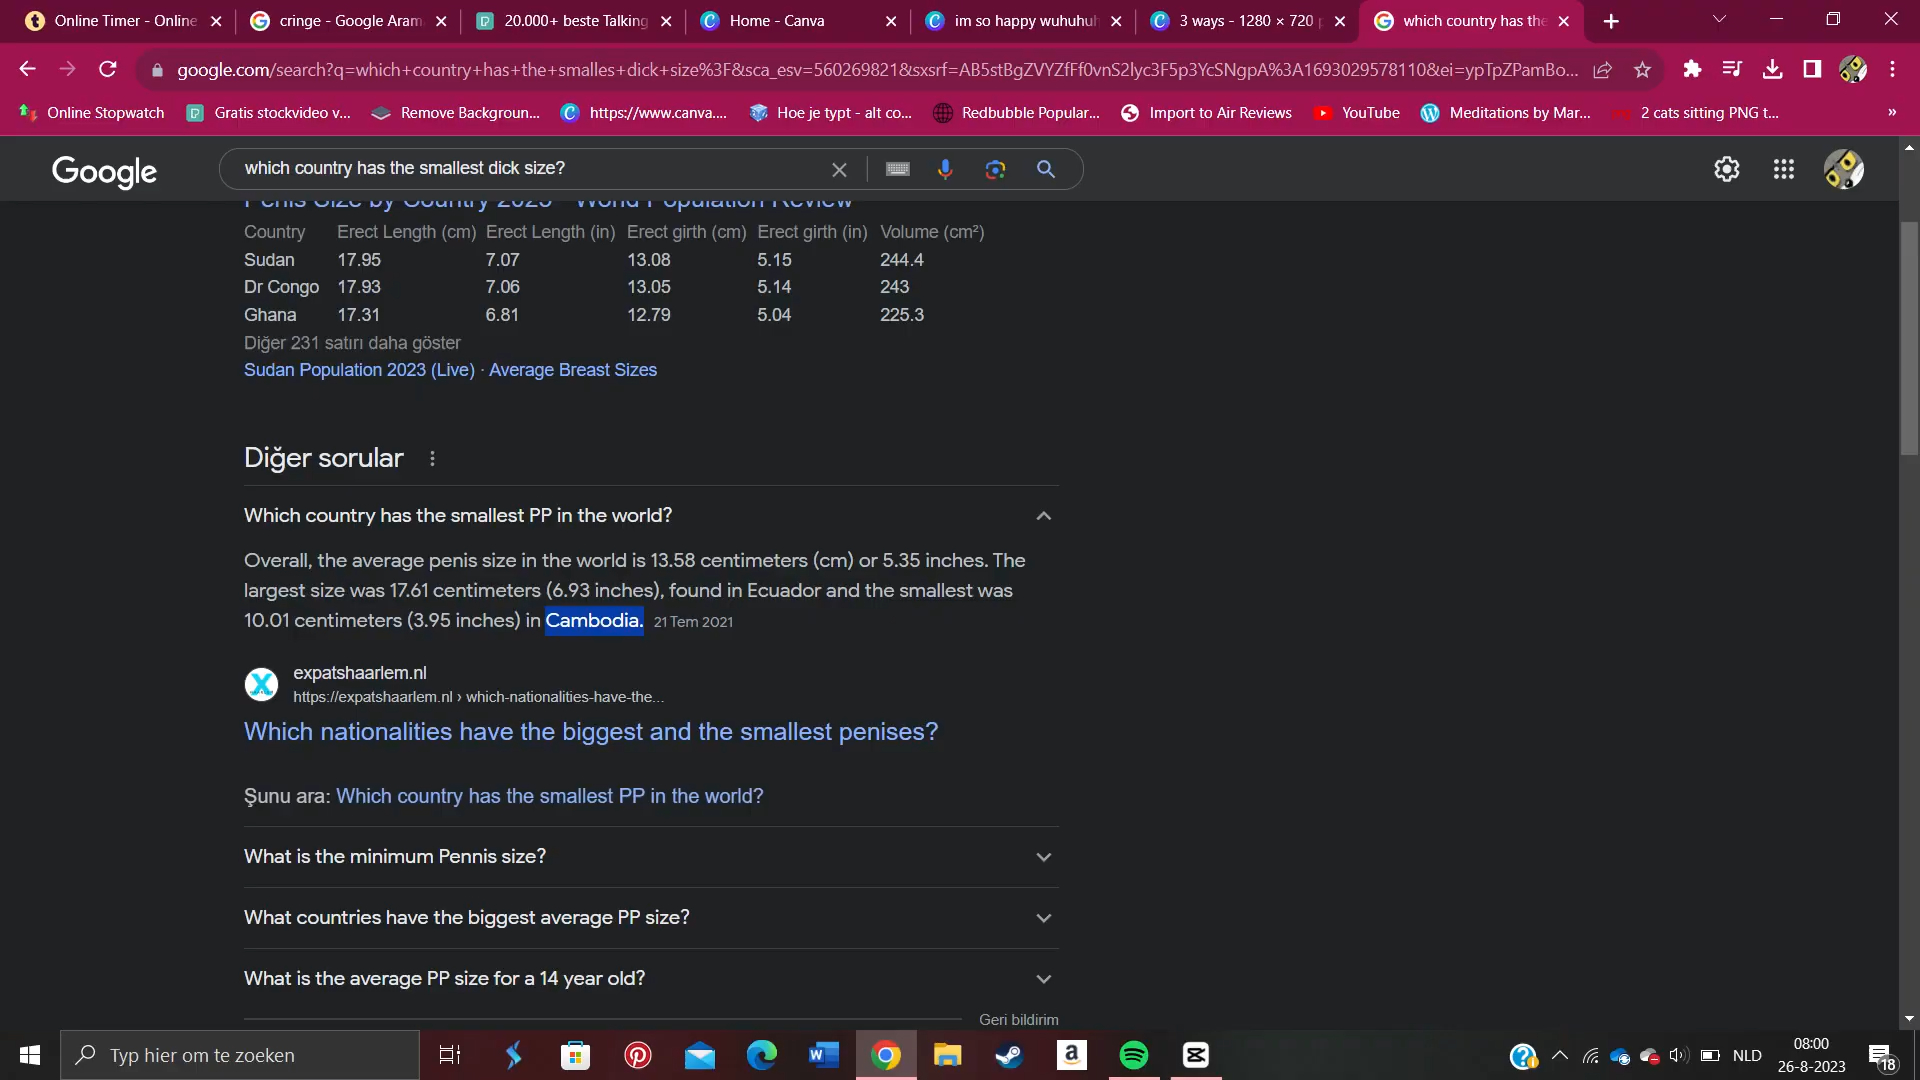 Online Timer - Online
cringe - Google Aram
20.000+ beste Talking
Home - Canva
im so happy wuhuhuh
3 ways - 1280 × 720 p
which country has the
google.com/search?q=which+country+has+the+smalles+dick+size%3F&sca_esv=560269821&sxsrf=AB5stBgZVYZfFf0vnS2lyc3F5p3YcSNgpA%3A1693029578110&ei=ypTpZPamBo...
Online Stopwatch
Gratis stockvideo v...
Remove Backgroun...
https://www.canva....
Hoe je typt - alt co...
Redbubble Popular...
Import to Air Reviews
YouTube
Meditations by Mar...
2 cats sitting PNG t...
»
Google
which country has the smallest dick size?
Penis Size by Country 2023 - World Population Review
Country Erect Length (cm) Erect Length (in) Erect girth (cm) Erect girth (in) Volume (cm²)
Sudan 17.95 7.07 13.08 5.15 244.4
Dr Congo 17.93 7.06 13.05 5.14 243
Ghana 17.31 6.81 12.79 5.04 225.3
Diğer 231 satırı daha göster
Sudan Population 2023 (Live) · Average Breast Sizes
Diğer sorular
Which country has the smallest PP in the world?
Overall, the average penis size in the world is 13.58 centimeters (cm) or 5.35 inches. The
largest size was 17.61 centimeters (6.93 inches), found in Ecuador and the smallest was
10.01 centimeters (3.95 inches) in Cambodia. 21 Tem 2021
expatshaarlem.nl
https://expatshaarlem.nl › which-nationalities-have-the...
Which nationalities have the biggest and the smallest penises?
Şunu ara: Which country has the smallest PP in the world?
What is the minimum Pennis size?
What countries have the biggest average PP size?
What is the average PP size for a 14 year old?
Geri bildirim
Typ hier om te zoeken
NLD
08:00
26-8-2023
18